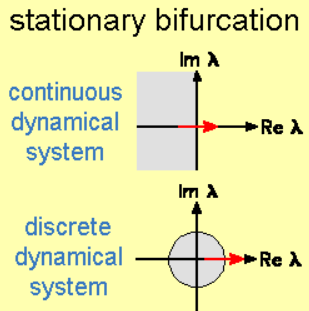 stationary bifurcation
Im λ
continuous
dynamical
system
Re λ
Im λ
discrete
dynamical
system
Re λ